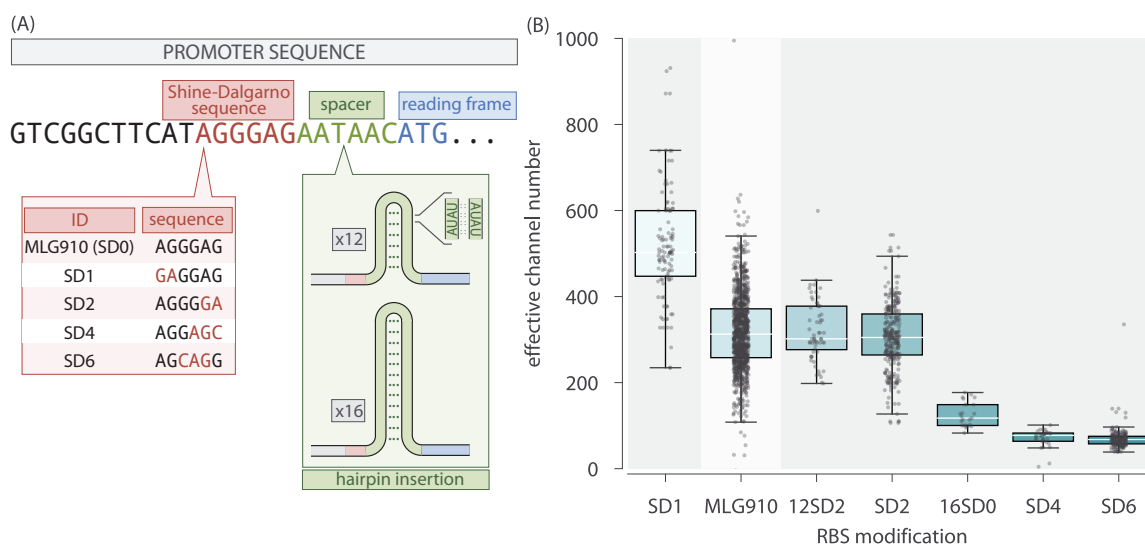 (A)
PROMOTER SEQUENCE
Shine-Dalgarno
sequence
spacer
reading frame
GTCGGCTTCATAGGGAGAATAACATG...
ID sequence
MLG910 (SD0) AGGGAG
SD1 GAGGAG
SD2 AGGGGA
SD4 AGGAGC
SD6 AGCAGG
x12
AUAU
AUAU
x16
hairpin insertion
(B)
effective channel number
1000
800
600
400
200
0
SD1 MLG910 12SD2 SD2 16SD0 SD4 SD6
RBS modification